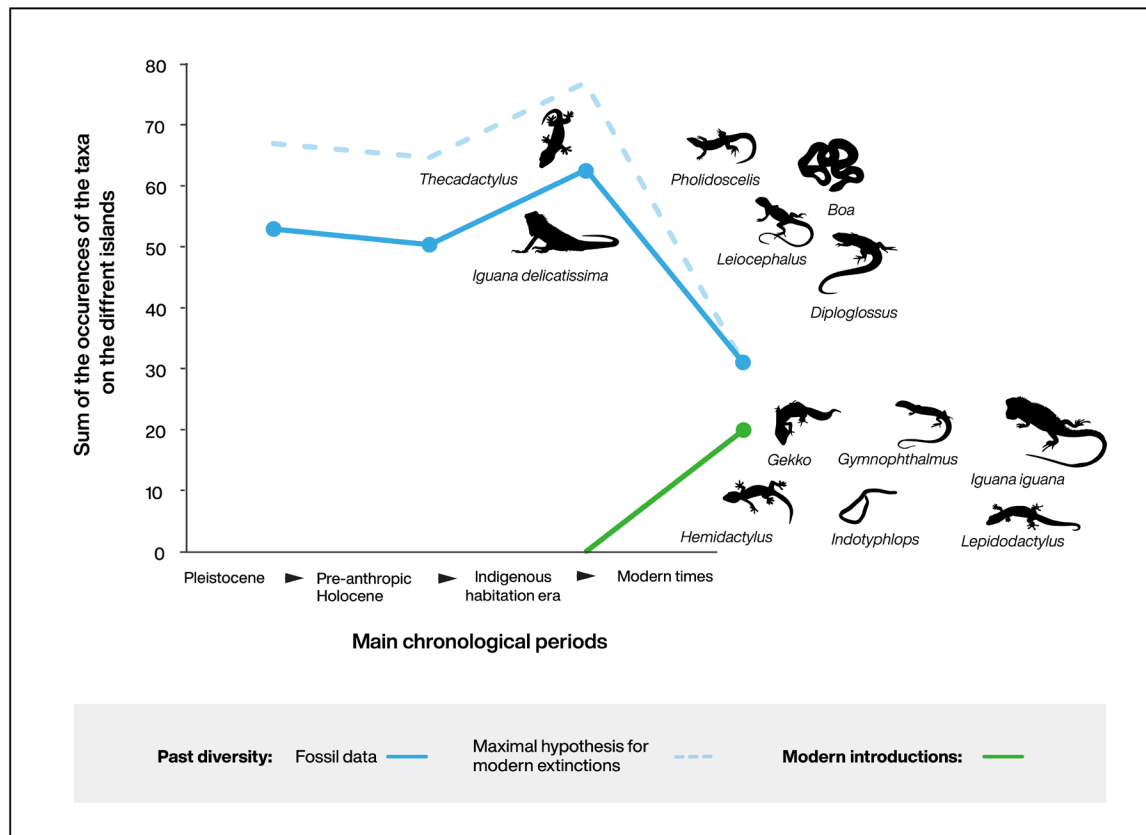 Sum of the occurences of the taxa
on the diffrent islands
80
70
60
50
40
30
20
10
0
Thecadactylus
Iguana delicatissima
Pholidoscelis
Boa
Leiocephalus
Diploglossus
Gekko
Gymnophthalmus
Iguana iguana
Hemidactylus
Indotyphlops
Lepidodactylus
Pleistocene
Pre-anthropic
Holocene
Indigenous
habitation era
Modern times
Main chronological periods
Past diversity:
Fossil data
Maximal hypothesis for
modern extinctions
Modern introductions: